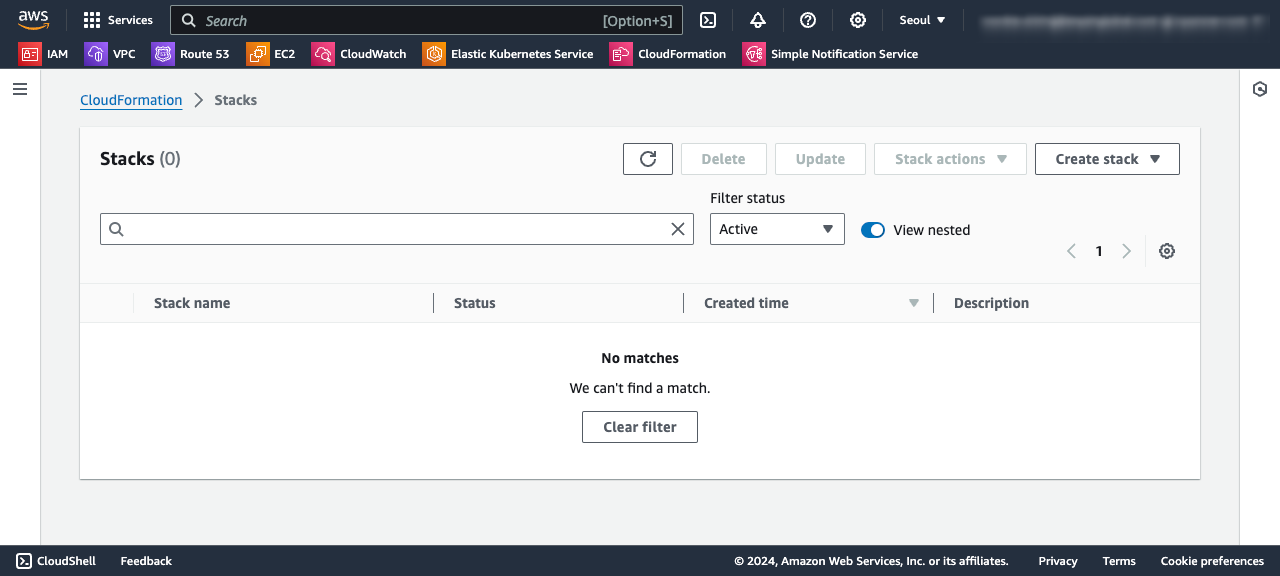 aws Services Search [Option+S] Seoul
IAM VPC Route 53 EC2 CloudWatch Elastic Kubernetes Service CloudFormation Simple Notification Service
CloudFormation Stacks
Stacks (0) Delete Update Stack actions Create stack
Filter status
Active View nested
1
Stack name Status Created time Description
No matches
We can't find a match.
Clear filter
CloudShell Feedback © 2024, Amazon Web Services, Inc. or its affiliates. Privacy Terms Cookie preferences